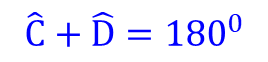 Ĉ + D̂ = 180⁰